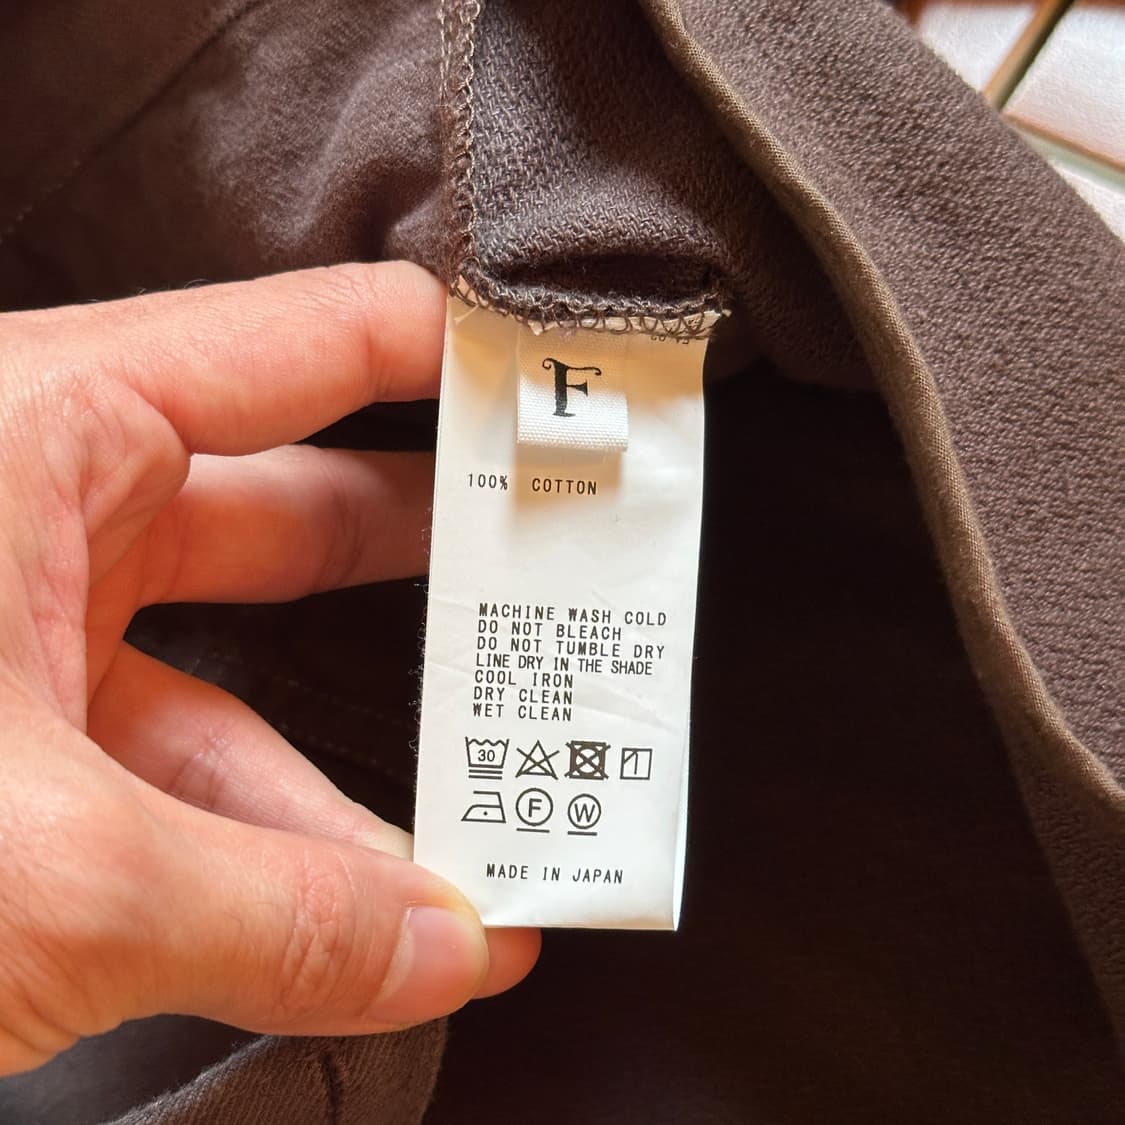 F
100% COTTON
MACHINE WASH COLD
DO NOT BLEACH
DO NOT TUMBLE DRY
LINE DRY IN THE SHADE
COOL IRON
DRY CLEAN
WET CLEAN
30
F W
MADE IN JAPAN